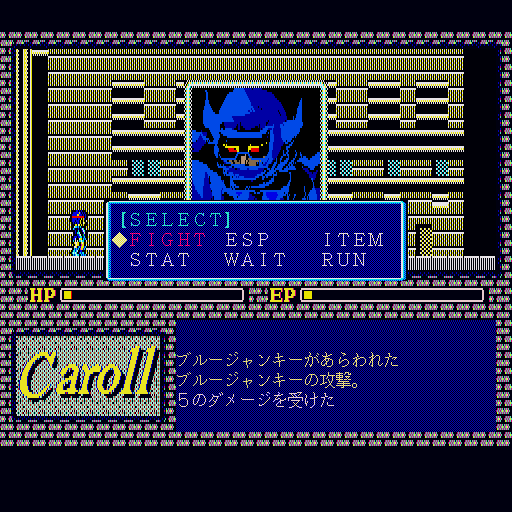 [SELECT]
FIGHT ESP ITEM
STAT WAIT RUN
HP EP
Caroll
ブルージャンキーがあらわれた
ブルージャンキーの攻撃。
５のダメージを受けた